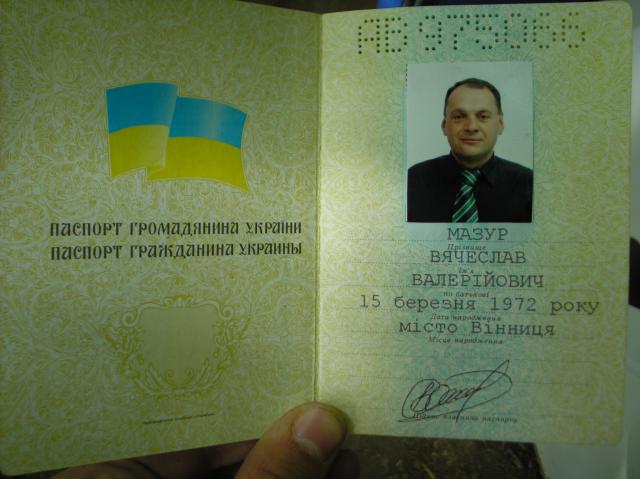 ПАСПОРТ ГРОМАДЯНИНА УКРАЇНИ
ПАСПОРТ ГРАЖДАНИНА УКРАИНЫ
АВ 975066
МАЗУР
Прізвище
ВЯЧЕСЛАВ
Ім'я
ВАЛЕРІЙОВИЧ
по батькові
15 березня 1972 року
Дата народження
місто Вінниця
Місце народження
Підпис власника паспорта